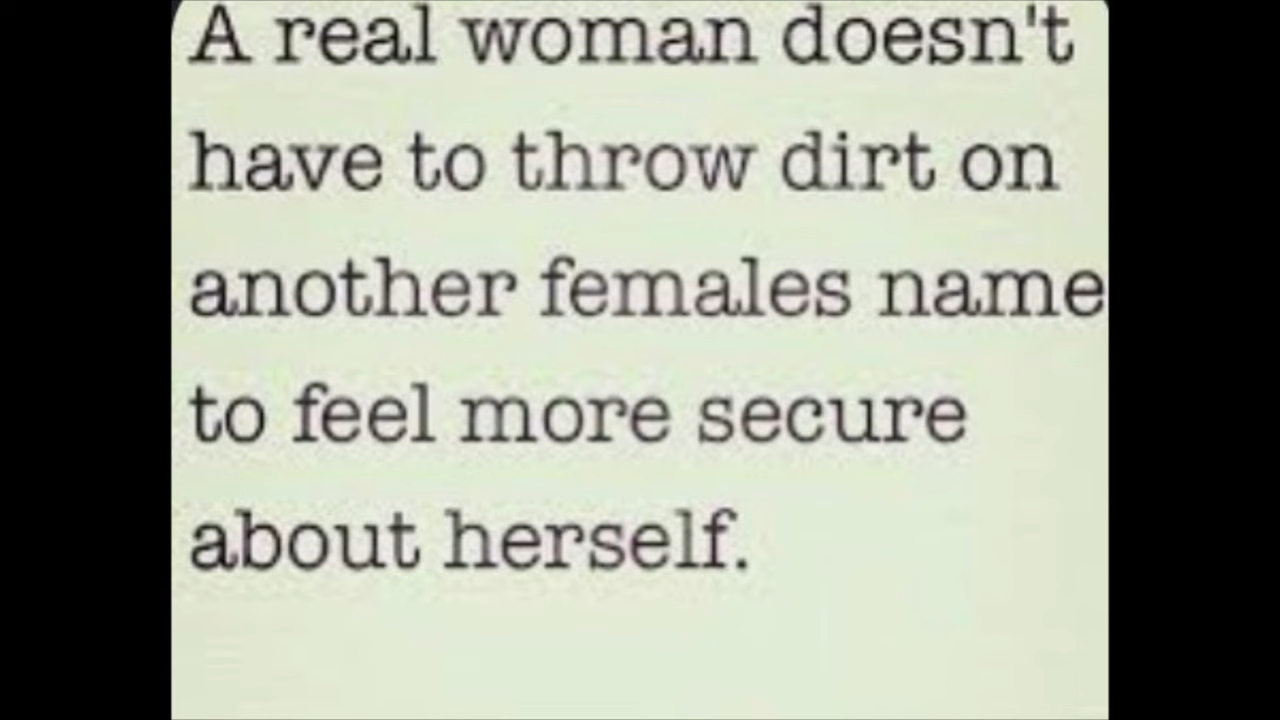 A real woman doesn't
have to throw dirt on
another females name
to feel more secure
about herself.